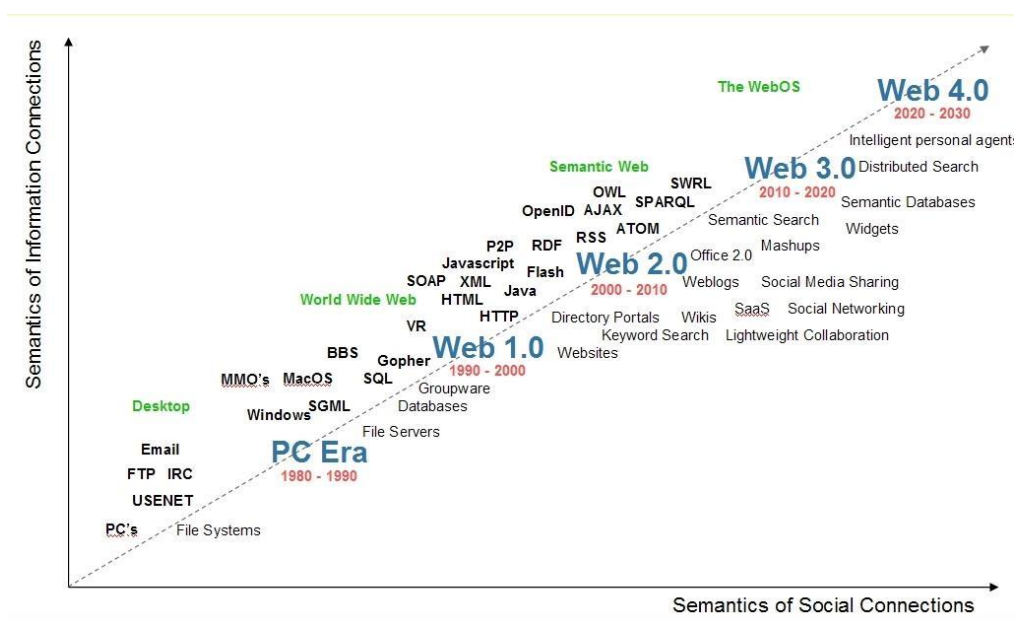 Semantics of Information Connections
The WebOS
Web 4.0
2020 - 2030
Intelligent personal agents
Semantic Web
Web 3.0
2010 - 2020
Distributed Search
SWRL
OWL
SPARQL
Semantic Databases
OpenID
AJAX
Semantic Search
Widgets
ATOM
RSS
P2P
RDF
Mashups
Office 2.0
Javascript
Flash
Web 2.0
2000 - 2010
SOAP
XML
Weblogs
Social Media Sharing
Java
World Wide Web
HTML
HTTP
SaaS
Social Networking
Directory Portals
Wikis
VR
Keyword Search
Lightweight Collaboration
Web 1.0
1990 - 2000
Websites
BBS
Gopher
MMO's
MacOS
SQL
Groupware
Desktop
Windows
SGML
Databases
File Servers
Email
PC Era
1980 - 1990
FTP
IRC
USENET
PC's
File Systems
Semantics of Social Connections